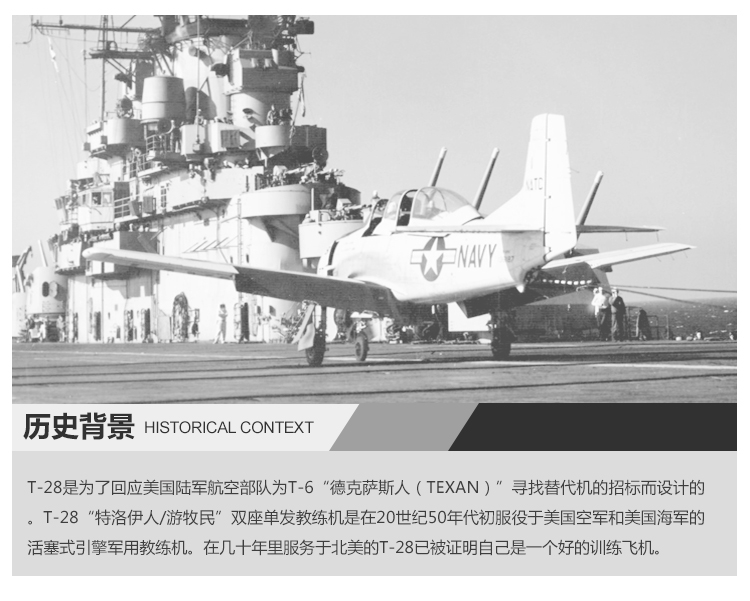 NATC
NAVY
历史背景 HISTORICAL CONTEXT
T-28是为了回应美国陆军航空部队为T-6“德克萨斯人（TEXAN）”寻找替代机的招标而设计的
。T-28“特洛伊人/游牧民”双座单发教练机是在20世纪50年代初服役于美国空军和美国海军的
活塞式引擎军用教练机。在几十年里服务于北美的T-28已被证明自己是一个好的训练飞机。